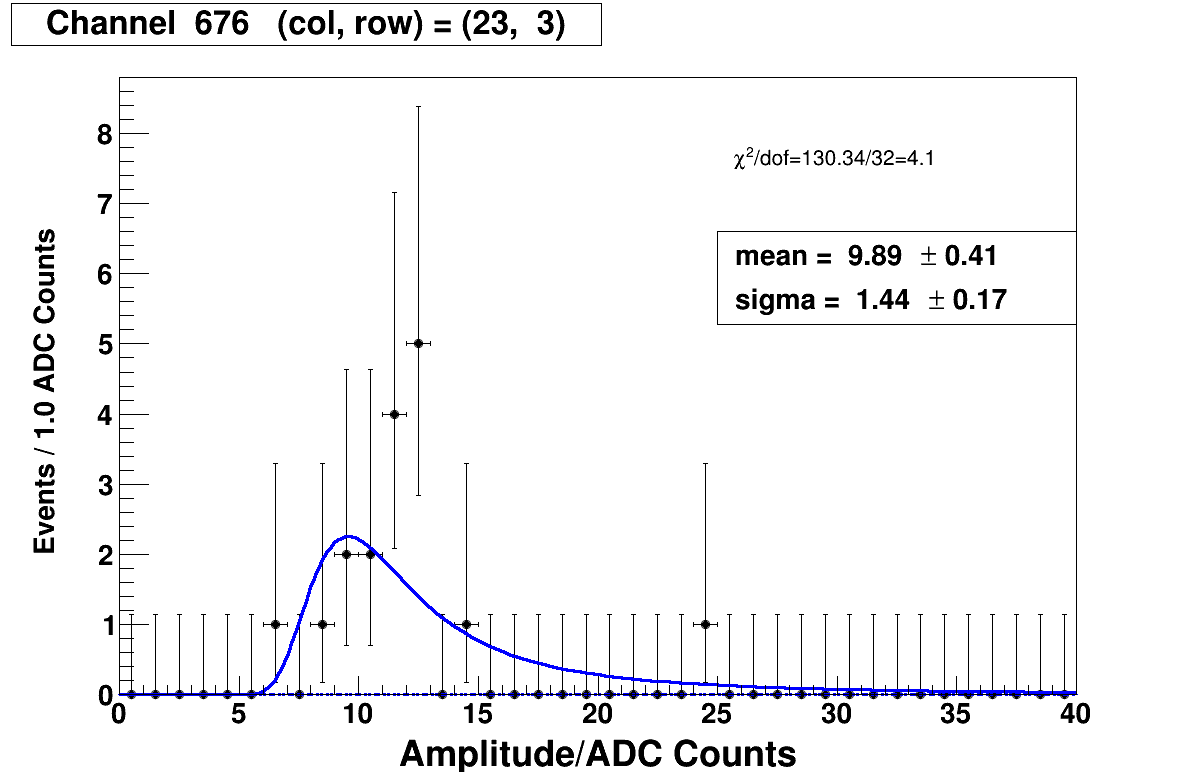 Channel 676 (col, row) = (23, 3)
χ²/dof=130.34/32=4.1
mean = 9.89 ± 0.41
sigma = 1.44 ± 0.17
Events / 1.0 ADC Counts
8
7
6
5
4
3
2
1
0
0 5 10 15 20 25 30 35 40
Amplitude/ADC Counts